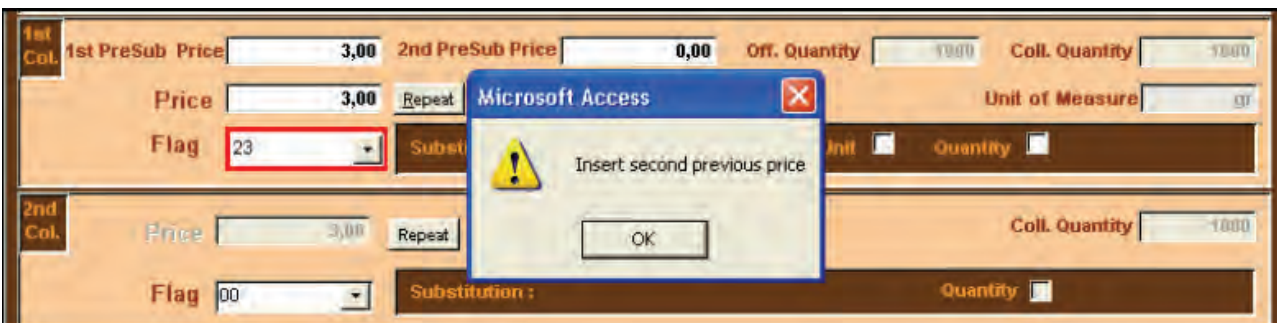 1st Col. 1st PreSub Price 3,00 2nd PreSub Price 0,00 Off. Quantity 1000 Coll. Quantity 1000
Price 3,00 Repeat Microsoft Access Unit of Measure gr
Flag 23 Insert second previous price Unit Quantity
OK
2nd Col. Price 3,00 Repeat Coll. Quantity 1000
Flag 00 Substitution : Quantity